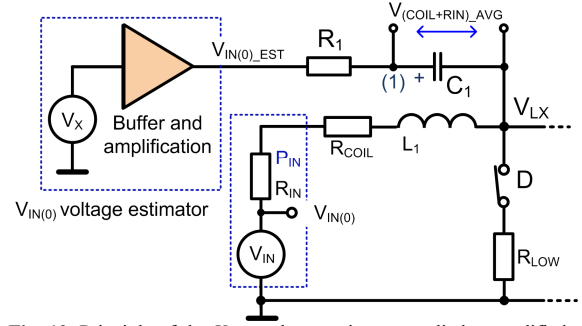 V(COIL+RIN)_AVG
VIN(0)_EST
R1
(1) + C1
VX
Buffer and
amplification
VLX
RCOIL
L1
PIN
RIN
D
VIN(0) voltage estimator
VIN(0)
VIN
RLOW